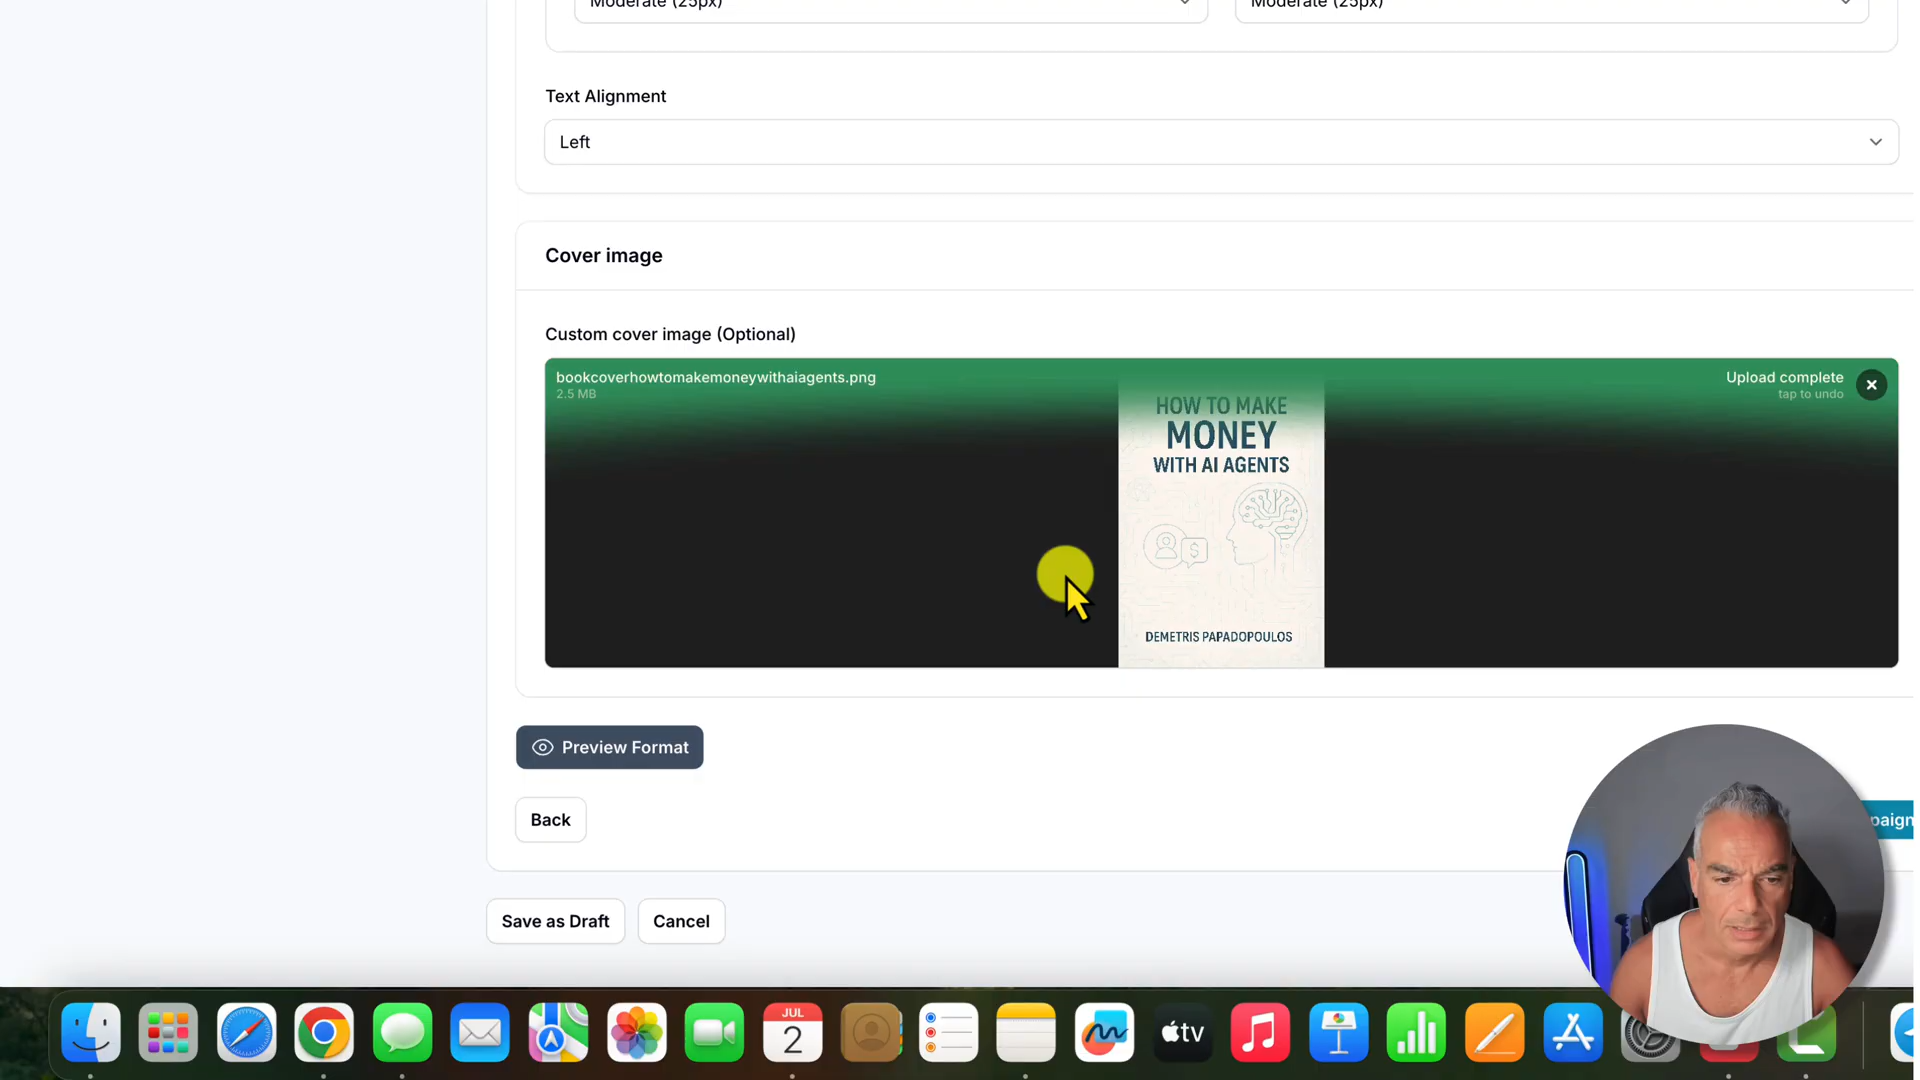 Moderate (25px)
Moderate (25px)
Text Alignment
Left
Cover image
Custom cover image (Optional)
bookcoverhowtomakemoneywithaiagents.png
2.5 MB
Upload complete
tap to undo
HOW TO MAKE
MONEY
WITH AI AGENTS
$
DEMETRIS PAPADOPOULOS
Preview Format
Back
paign
Save as Draft
Cancel
JUL
2
tv